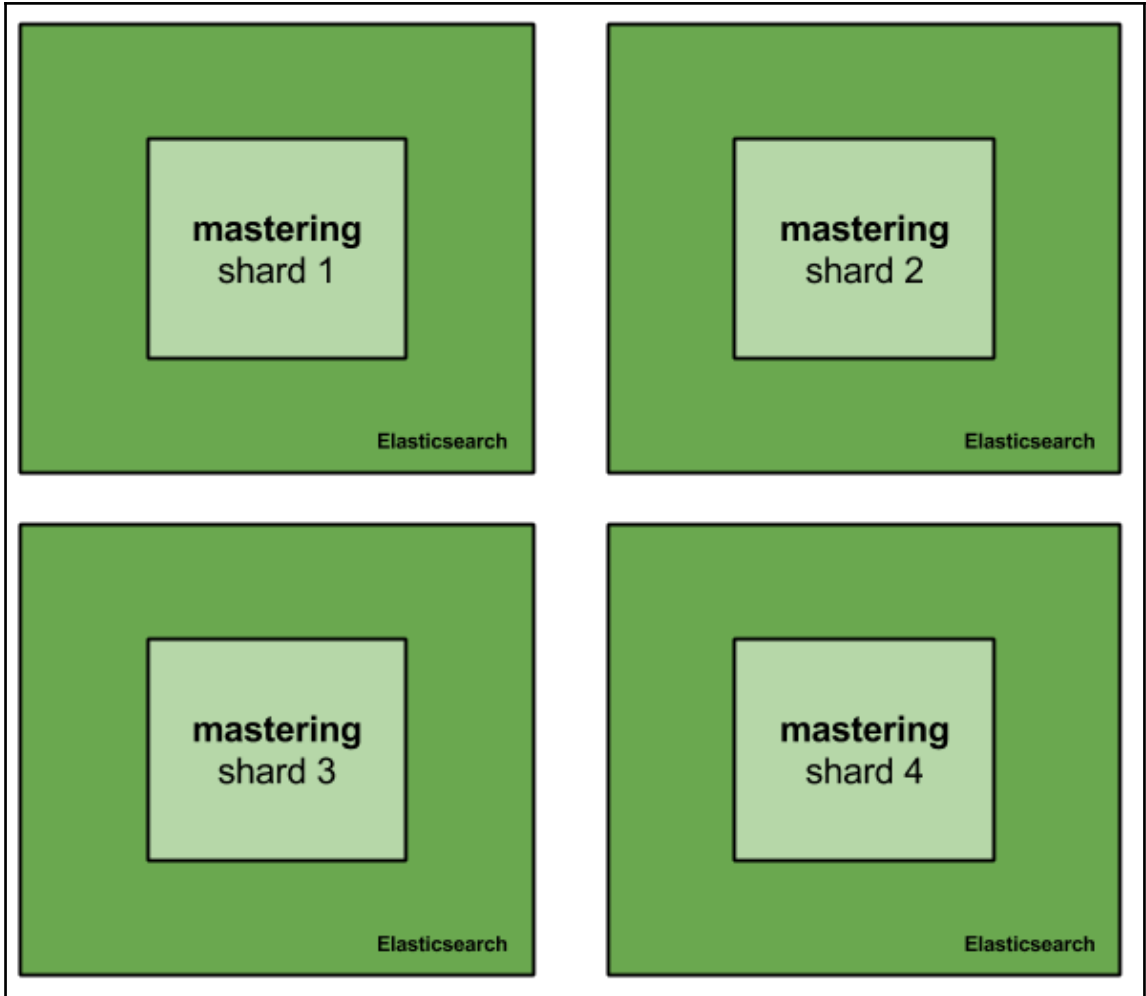 mastering
shard 1
Elasticsearch
mastering
shard 2
Elasticsearch
mastering
shard 3
Elasticsearch
mastering
shard 4
Elasticsearch